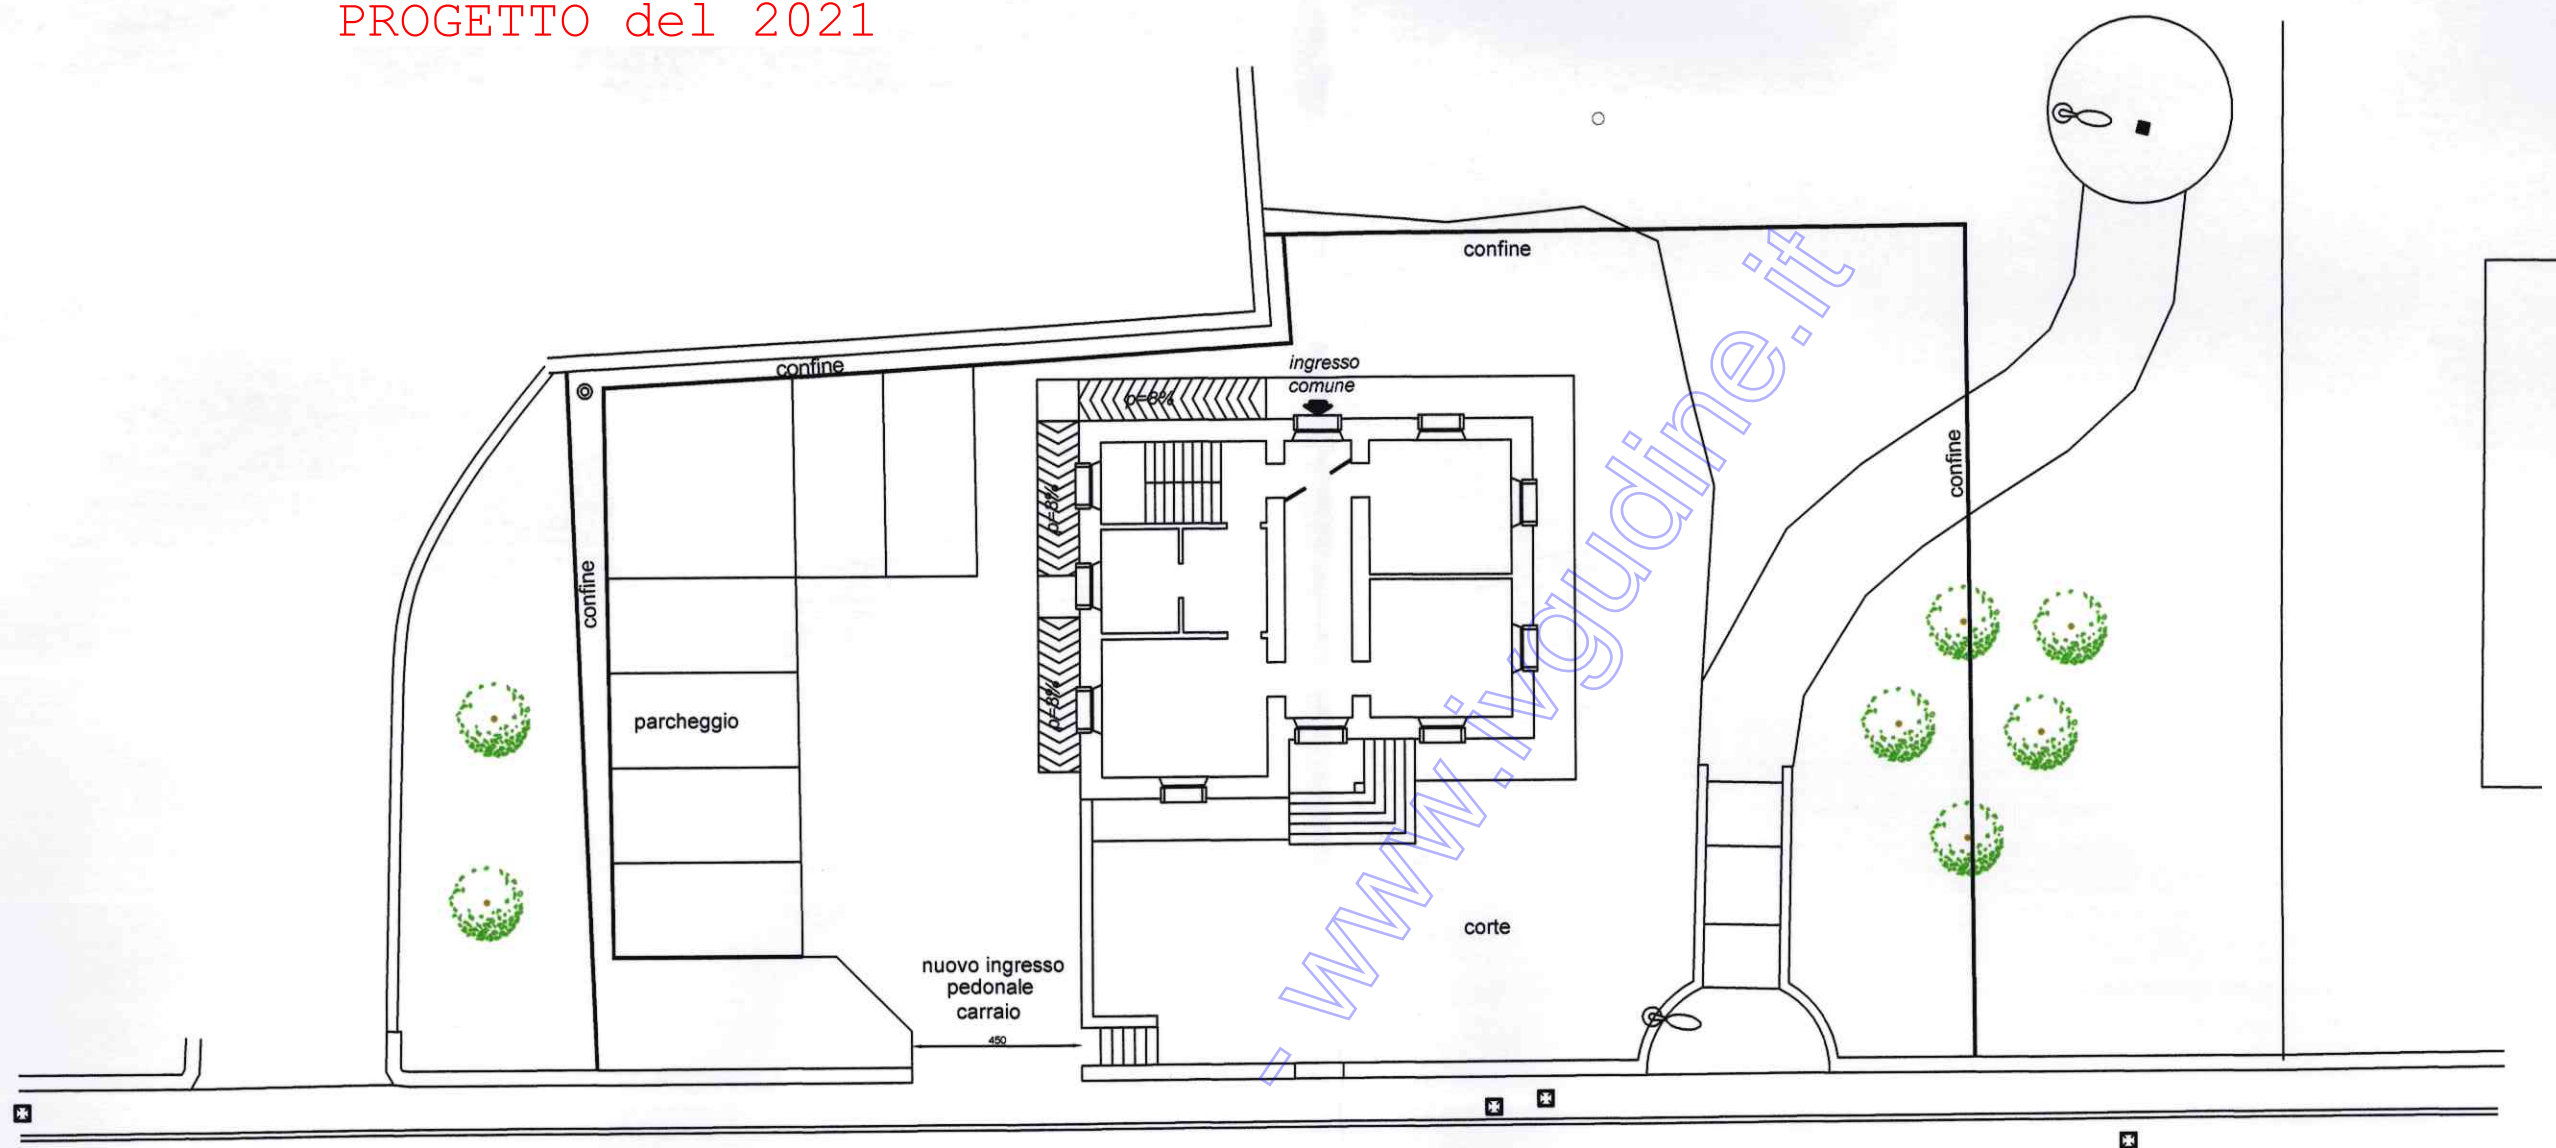 PROGETTO del 2021
confine
confine
ingresso
comune
p=8%
p=8%
confine
confine
p=8%
parcheggio
corte
nuovo ingresso
pedonale
carraio
450
- www.ivgudine.it